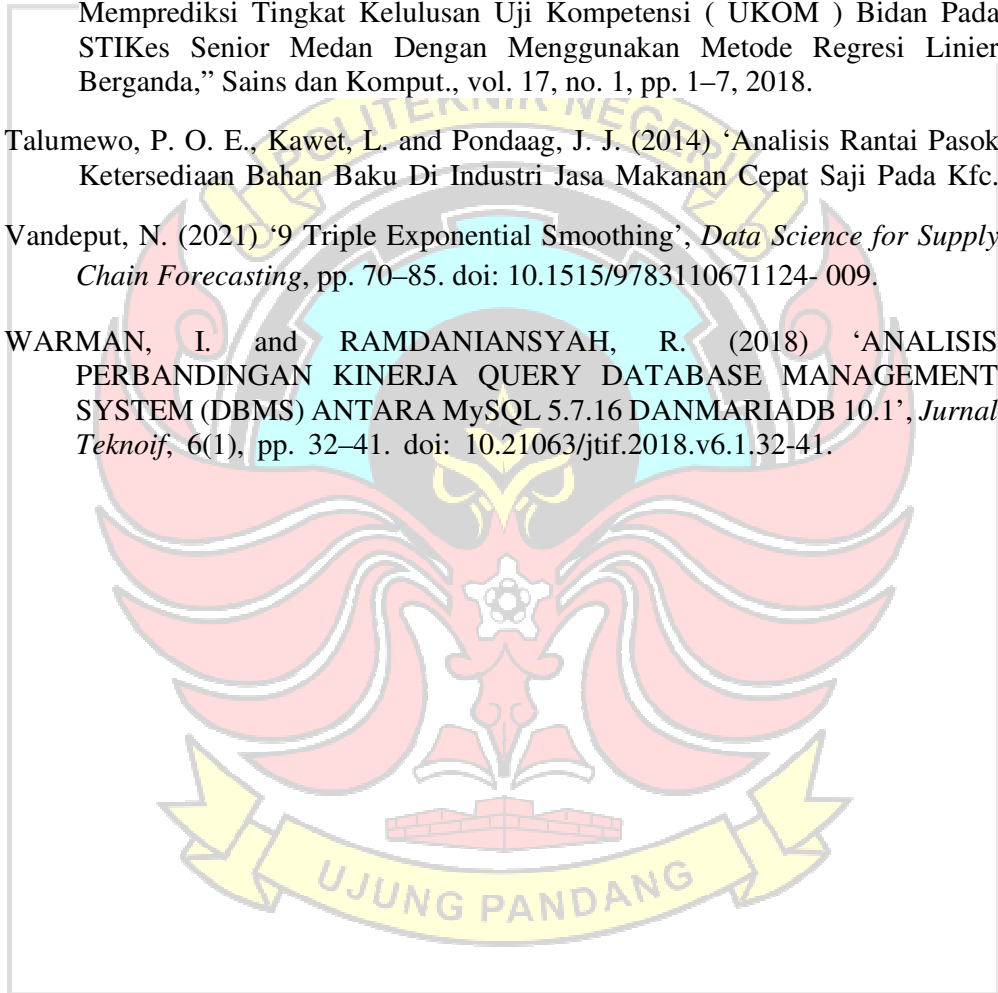 Memprediksi Tingkat Kelulusan Uji Kompetensi ( UKOM ) Bidan Pada
STIKes Senior Medan Dengan Menggunakan Metode Regresi Linier
Berganda,” Sains dan Komput., vol. 17, no. 1, pp. 1–7, 2018.
POLITEKNIK NEGERI
Talumewo, P. O. E., Kawet, L. and Pondaag, J. J. (2014) ‘Analisis Rantai Pasok
Ketersediaan Bahan Baku Di Industri Jasa Makanan Cepat Saji Pada Kfc.
Vandeput, N. (2021) ‘9 Triple Exponential Smoothing’, Data Science for Supply
Chain Forecasting, pp. 70–85. doi: 10.1515/9783110671124- 009.
WARMAN, I. and RAMDANIANSYAH, R. (2018) ‘ANALISIS
PERBANDINGAN KINERJA QUERY DATABASE MANAGEMENT
SYSTEM (DBMS) ANTARA MySQL 5.7.16 DANMARIADB 10.1’, Jurnal
Teknoif, 6(1), pp. 32–41. doi: 10.21063/jtif.2018.v6.1.32-41.
UJUNG PANDANG